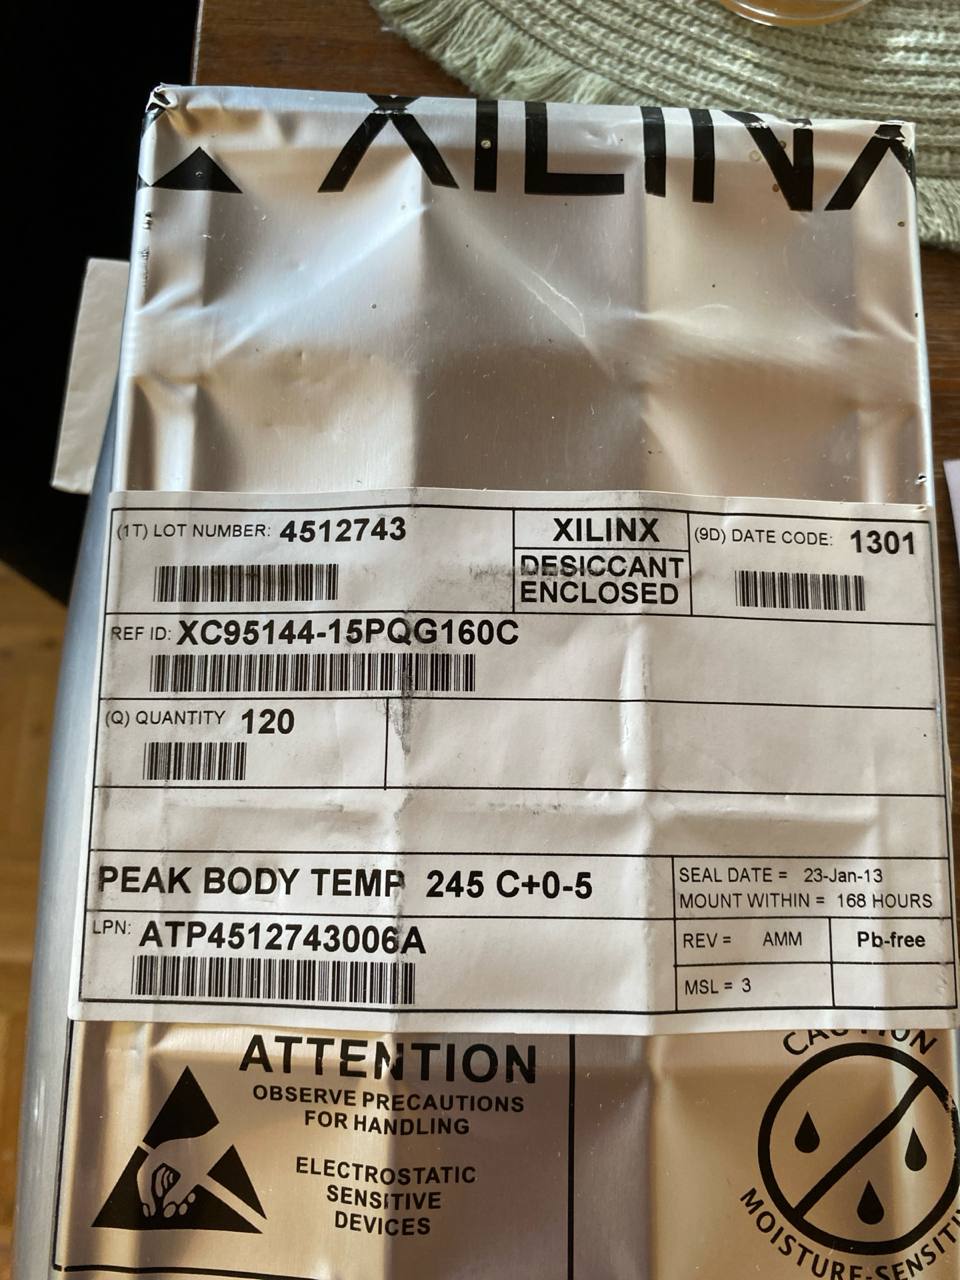 XILINX
(1T) LOT NUMBER: 4512743
XILINX
DESICCANT
ENCLOSED
(9D) DATE CODE: 1301
REF ID: XC95144-15PQG160C
(Q) QUANTITY 120
PEAK BODY TEMP 245 C+0-5
SEAL DATE = 23-Jan-13
MOUNT WITHIN = 168 HOURS
LPN: ATP4512743006A
REV = AMM
Pb-free
MSL = 3
ATTENTION
OBSERVE PRECAUTIONS
FOR HANDLING
ELECTROSTATIC
SENSITIVE
DEVICES
CAUTION
MOISTURE-SENSITI